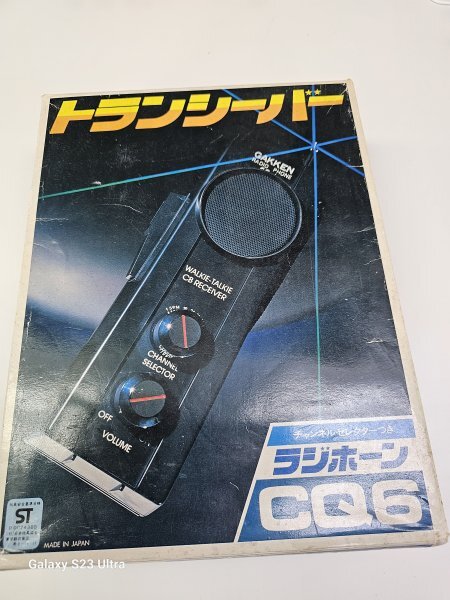 トランシーバー
GAKKEN
RADIO PHONE
WALKIE-TALKIE
CB RECEIVER
CHANNEL
SELECTOR
OFF
VOLUME
チャンネルセレクターつき
ラジホーン
CQ6
ST
MADE IN JAPAN
Galaxy S23 Ultra